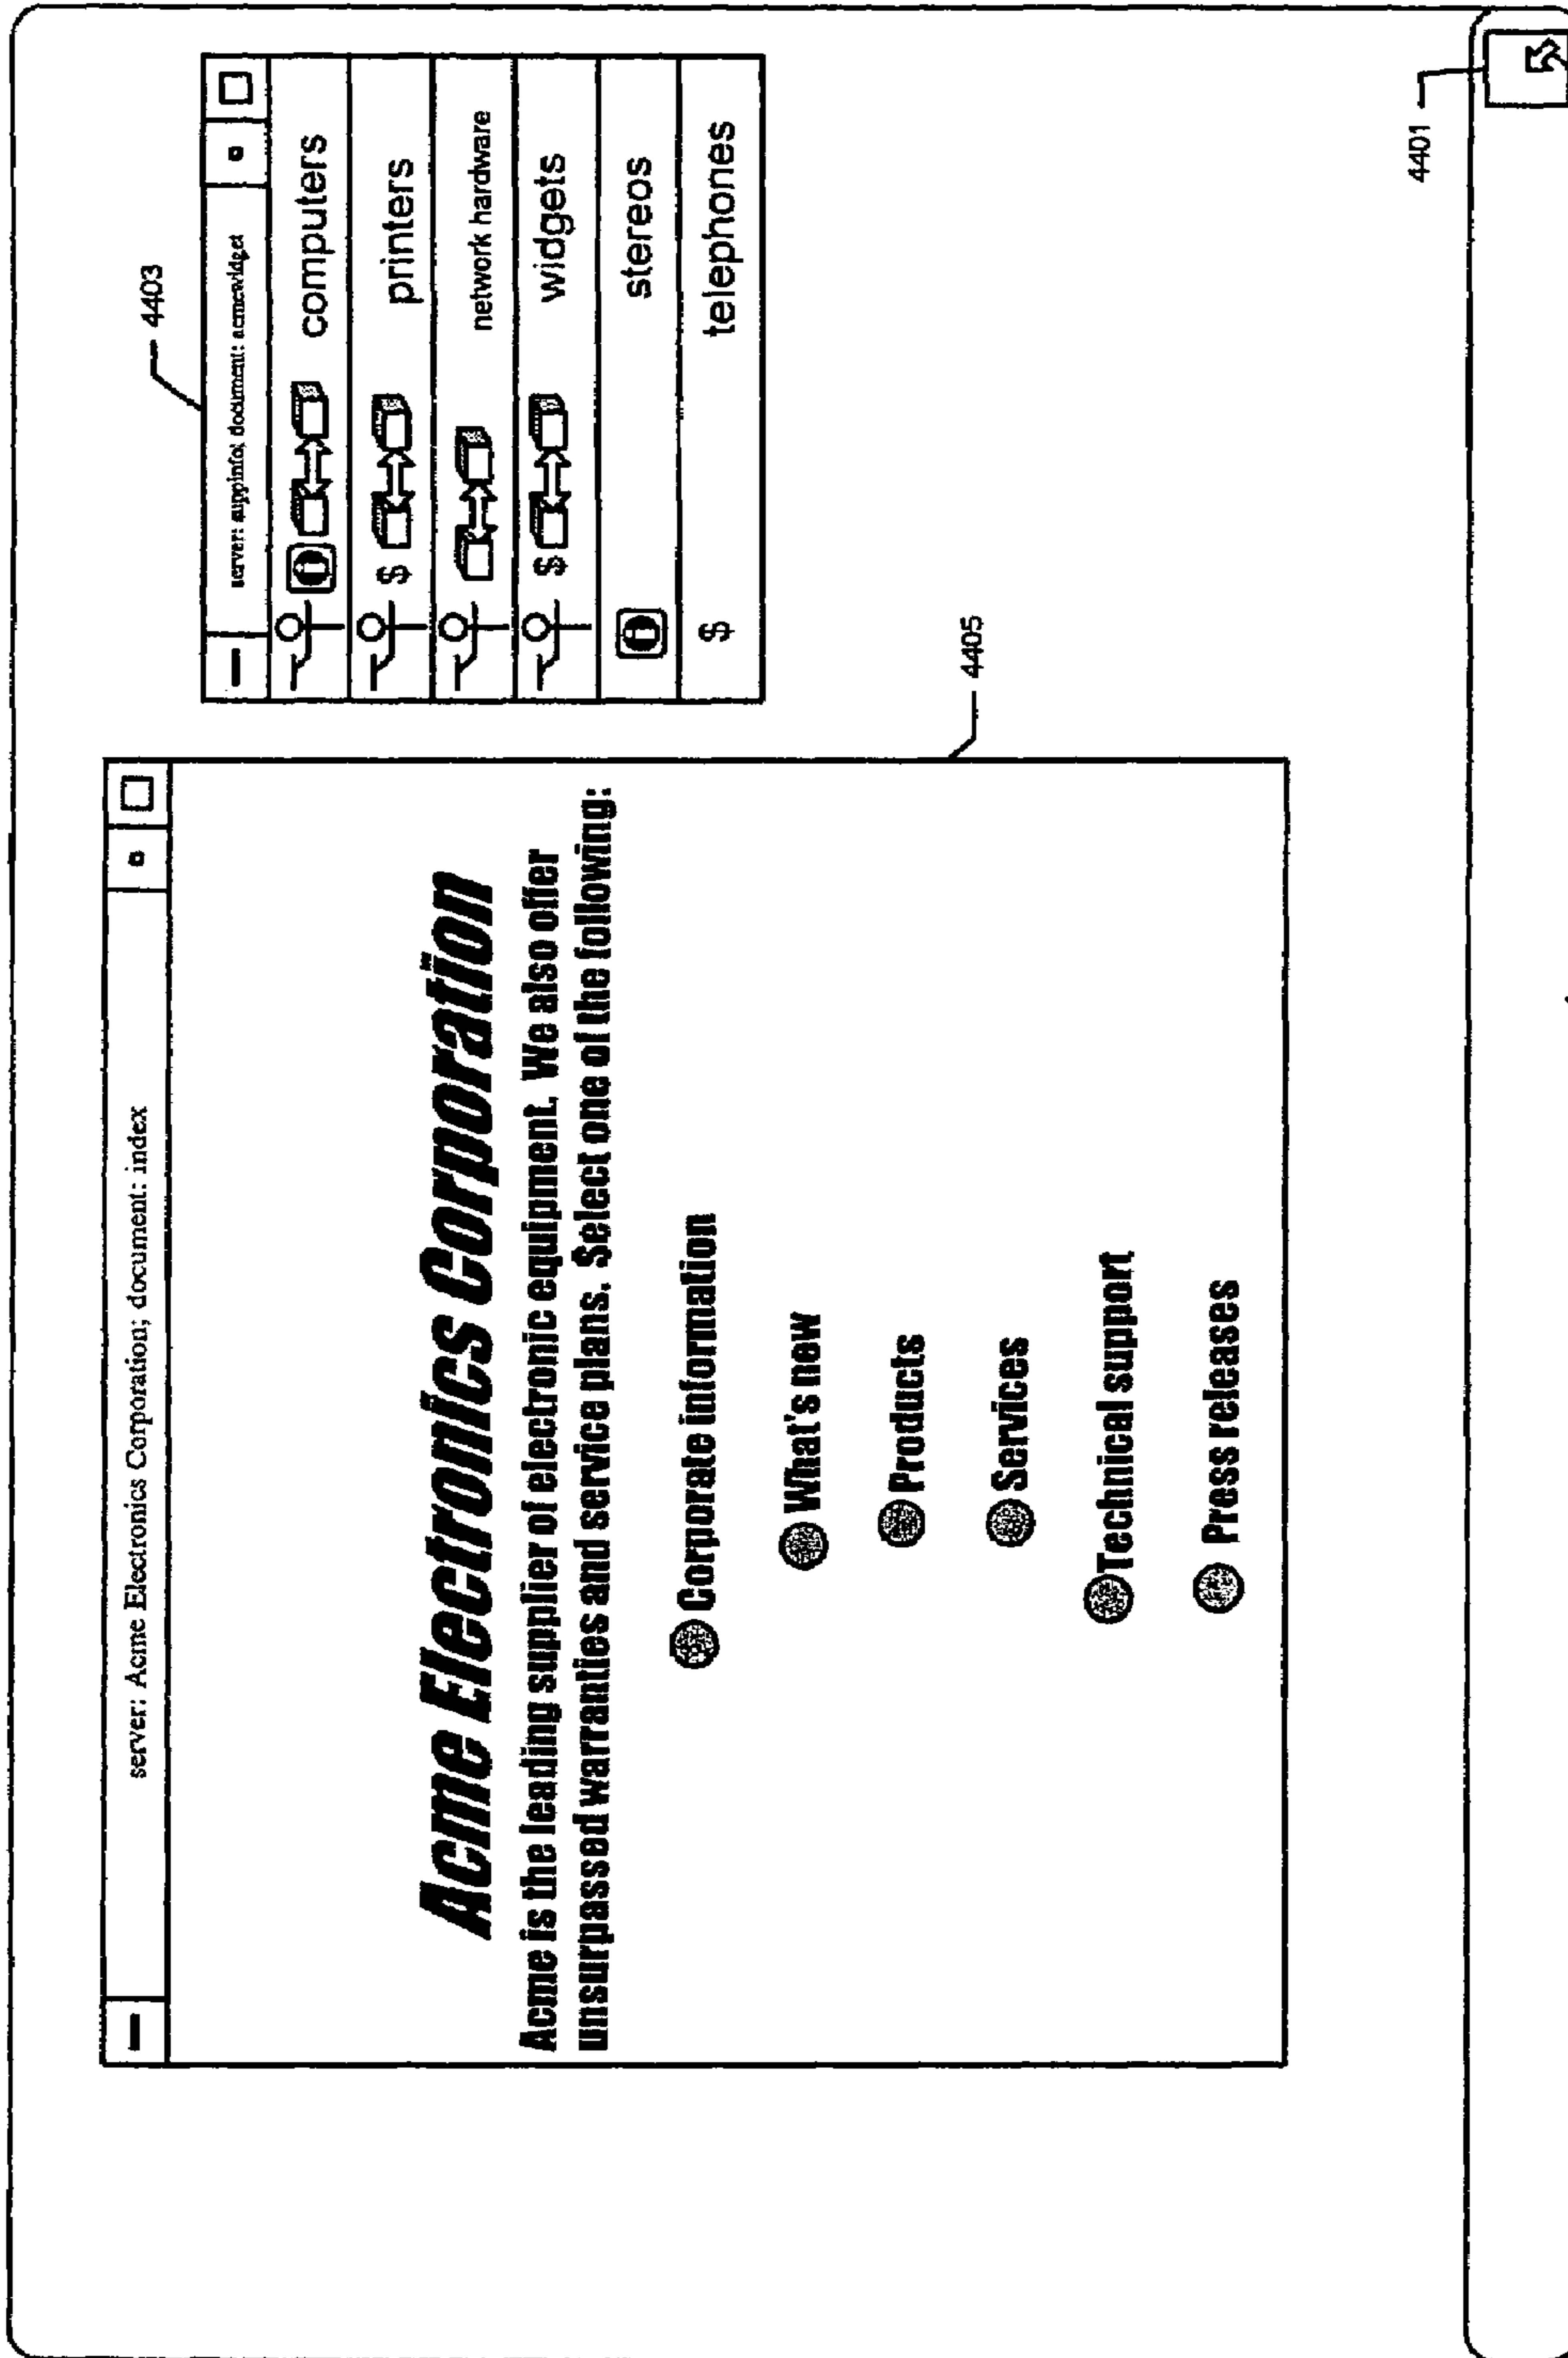 server: Acme Electronics Corporation; document: index
Acme Electronics Corporation
Acme is the leading supplier of electronic equipment. We also offer
unsurpassed warranties and service plans. Select one of the following:
Corporate information
What's new
Products
Services
Technical support
Press releases
4405
4403
server: suppinfo; document: acmewidget
computers
$ printers
network hardware
$ widgets
stereos
$ telephones
4401